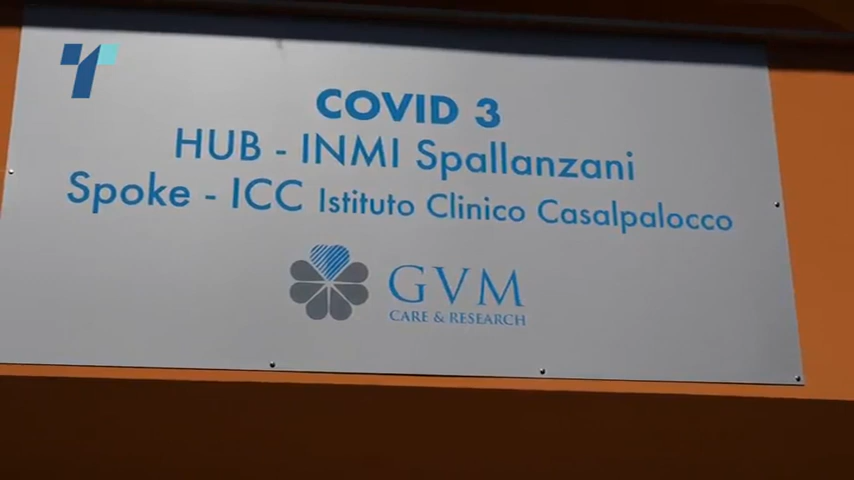 COVID 3
HUB - INMI Spallanzani
Spoke - ICC Istituto Clinico Casalpalocco
GVM
CARE & RESEARCH